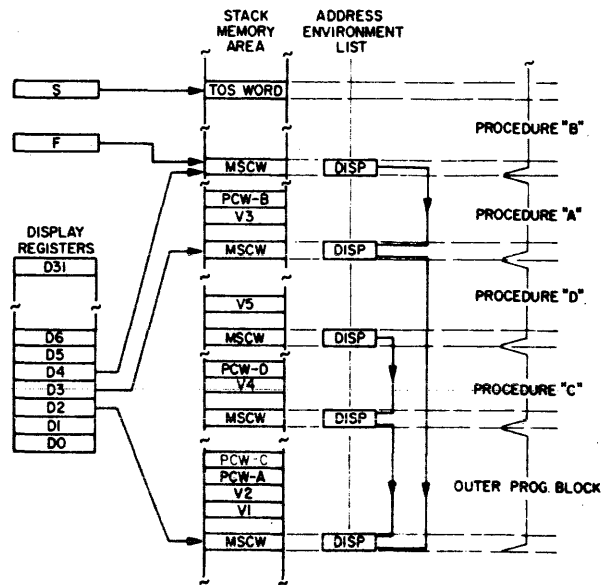 STACK
MEMORY
AREA
ADDRESS
ENVIRONMENT
LIST
S
TOS WORD
PROCEDURE "B"
F
MSCW
DISP
PCW-B
V3
PROCEDURE "A"
DISPLAY
REGISTERS
MSCW
DISP
D31
V5
PROCEDURE "D"
D6
MSCW
DISP
D5
D4
PCW-D
D3
V4
PROCEDURE "C"
D2
MSCW
DISP
D1
D0
PCW-C
PCW-A
V2
OUTER PROG. BLOCK
V1
MSCW
DISP